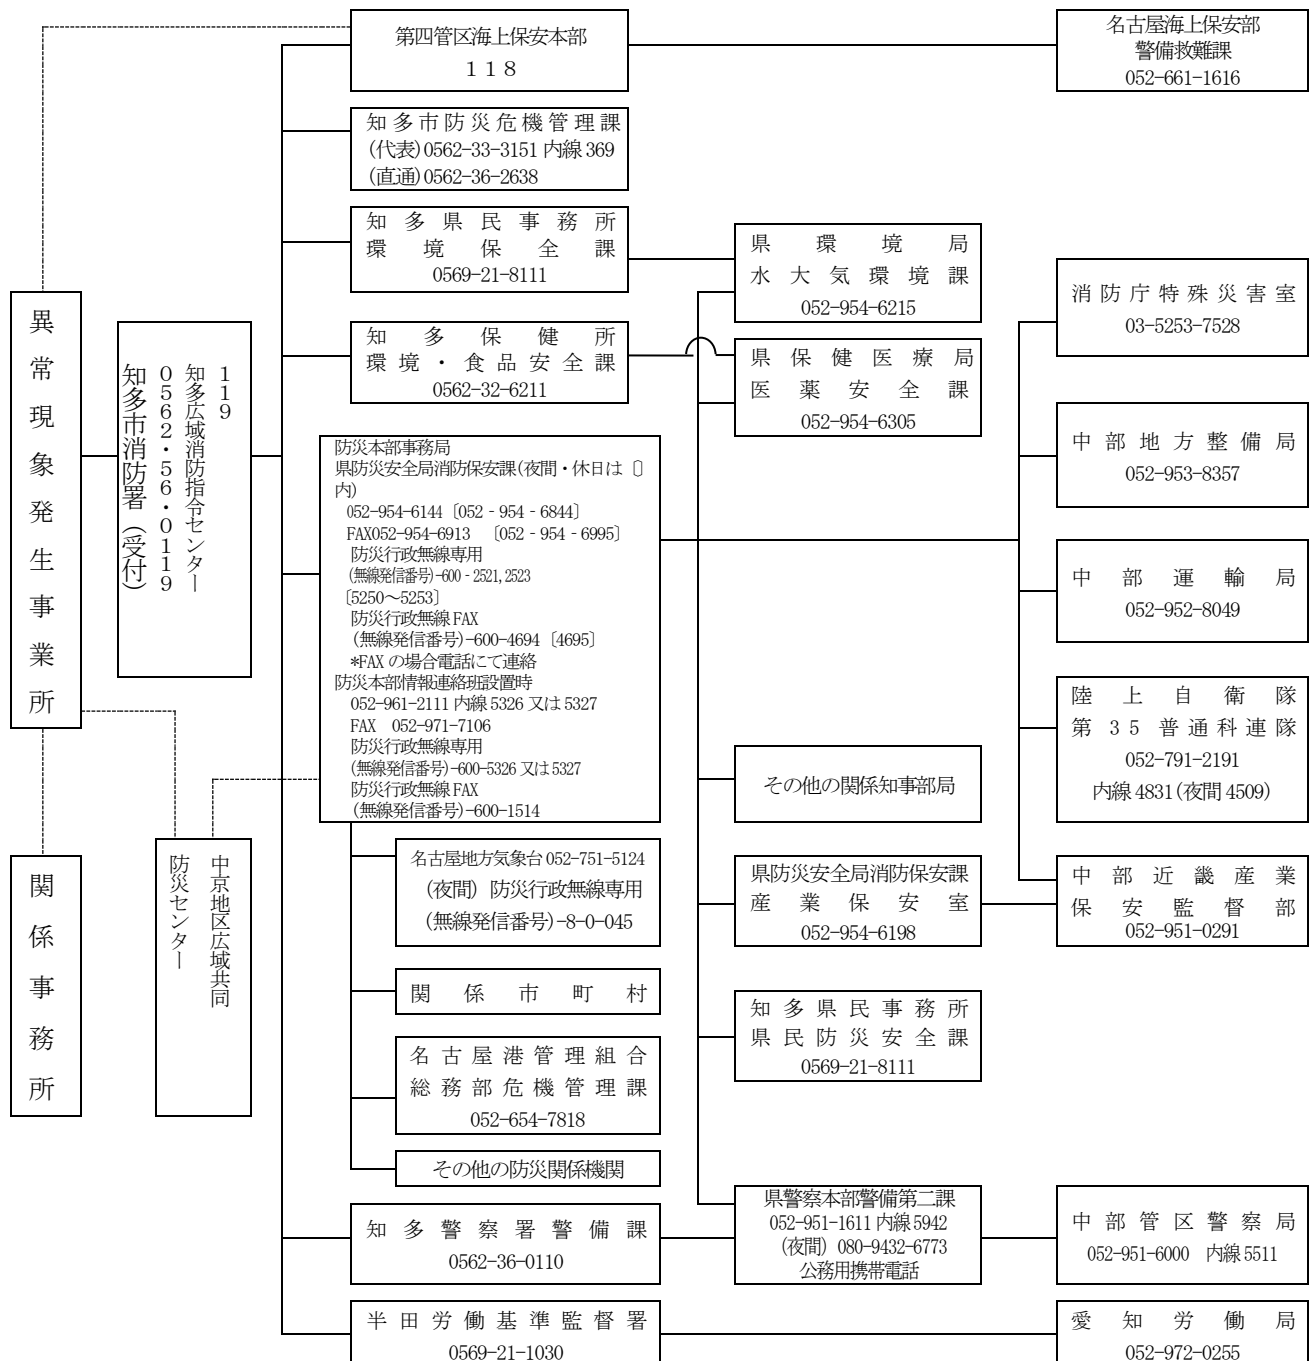 異常現象発生事業所
関係事務所
119
知多広域消防指令センター
0562・56・0119
知多市消防署(受付)
中京地区広域共同
防災センター
第四管区海上保安本部
118
知多市防災危機管理課
(代表)0562-33-3151 内線369
(直通)0562-36-2638
知多県民事務所
環境保全課
0569-21-8111
知多保健所
環境・食品安全課
0562-32-6211
防災本部事務局
県防災安全局消防保安課(夜間・休日は〔
内)
052-954-6144〔052‐954‐6844〕
FAX052-954-6913 〔052‐954‐6995〕
防災行政無線専用
(無線発信番号)-600‐2521,2523
〔5250～5253〕
防災行政無線FAX
(無線発信番号)-600-4694〔4695〕
*FAXの場合電話にて連絡
防災本部情報連絡班設置時
052-961-2111 内線5326又は5327
FAX 052-971-7106
防災行政無線専用
(無線発信番号)-600-5326又は5327
防災行政無線FAX
(無線発信番号)-600-1514
名古屋地方気象台052-751-5124
(夜間)防災行政無線専用
(無線発信番号)-8-0-045
関係市町村
名古屋港管理組合
総務部危機管理課
052-654-7818
その他の防災関係機関
知多警察署警備課
0562-36-0110
半田労働基準監督署
0569-21-1030
県環境局
水大気環境課
052-954-6215
県保健医療局
医薬安全課
052-954-6305
その他の関係知事部局
県防災安全局消防保安課
産業保安室
052-954-6198
知多県民事務所
県民防災安全課
0569-21-8111
県警察本部警備第二課
052-951-1611 内線5942
(夜間)080-9432-6773
公務用携帯電話
名古屋海上保安部
警備救難課
052-661-1616
消防庁特殊災害室
03-5253-7528
中部地方整備局
052-953-8357
中部運輸局
052-952-8049
陸上自衛隊
第35普通科連隊
052-791-2191
内線4831(夜間4509)
中部近畿産業
保安監督部
052-951-0291
中部管区警察局
052-951-6000 内線5511
愛知労働局
052-972-0255